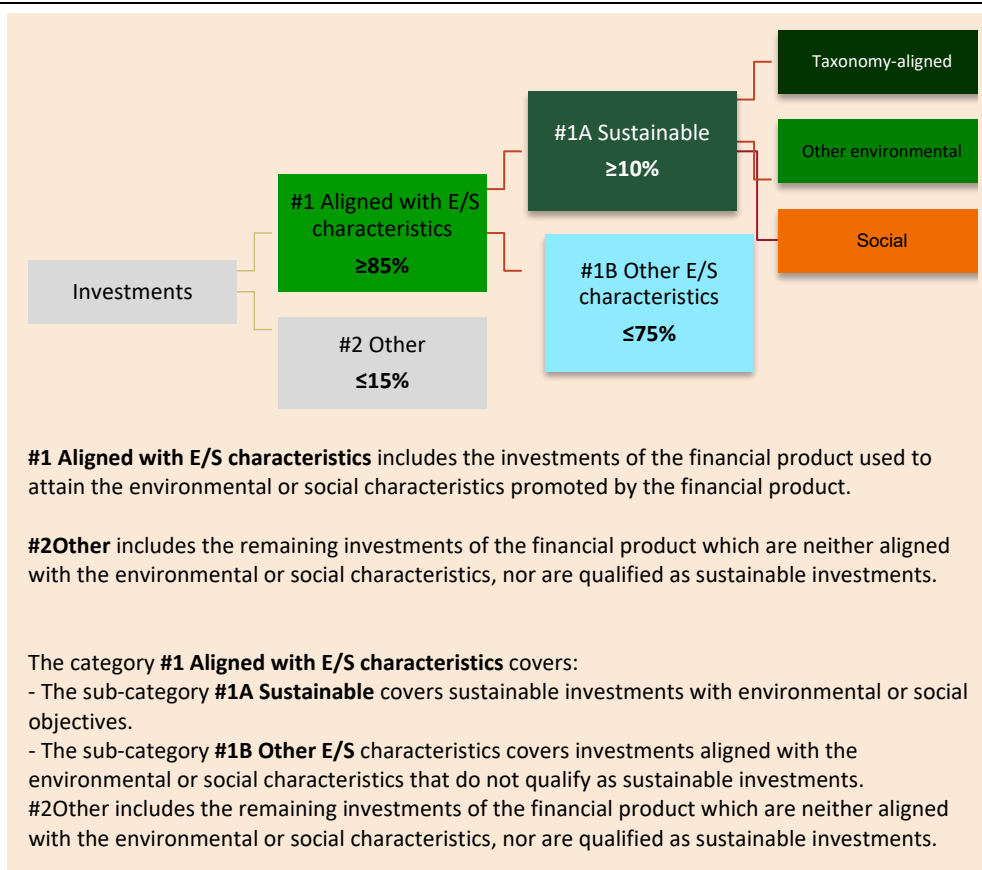 Taxonomy-aligned
#1A Sustainable
≥10%
Other environmental
#1 Aligned with E/S
characteristics
≥85%
Social
#1B Other E/S
characteristics
≤75%
Investments
#2 Other
≤15%
#1 Aligned with E/S characteristics includes the investments of the financial product used to
attain the environmental or social characteristics promoted by the financial product.
#2Other includes the remaining investments of the financial product which are neither aligned
with the environmental or social characteristics, nor are qualified as sustainable investments.
The category #1 Aligned with E/S characteristics covers:
- The sub-category #1A Sustainable covers sustainable investments with environmental or social
objectives.
- The sub-category #1B Other E/S characteristics covers investments aligned with the
environmental or social characteristics that do not qualify as sustainable investments.
#2Other includes the remaining investments of the financial product which are neither aligned
with the environmental or social characteristics, nor are qualified as sustainable investments.